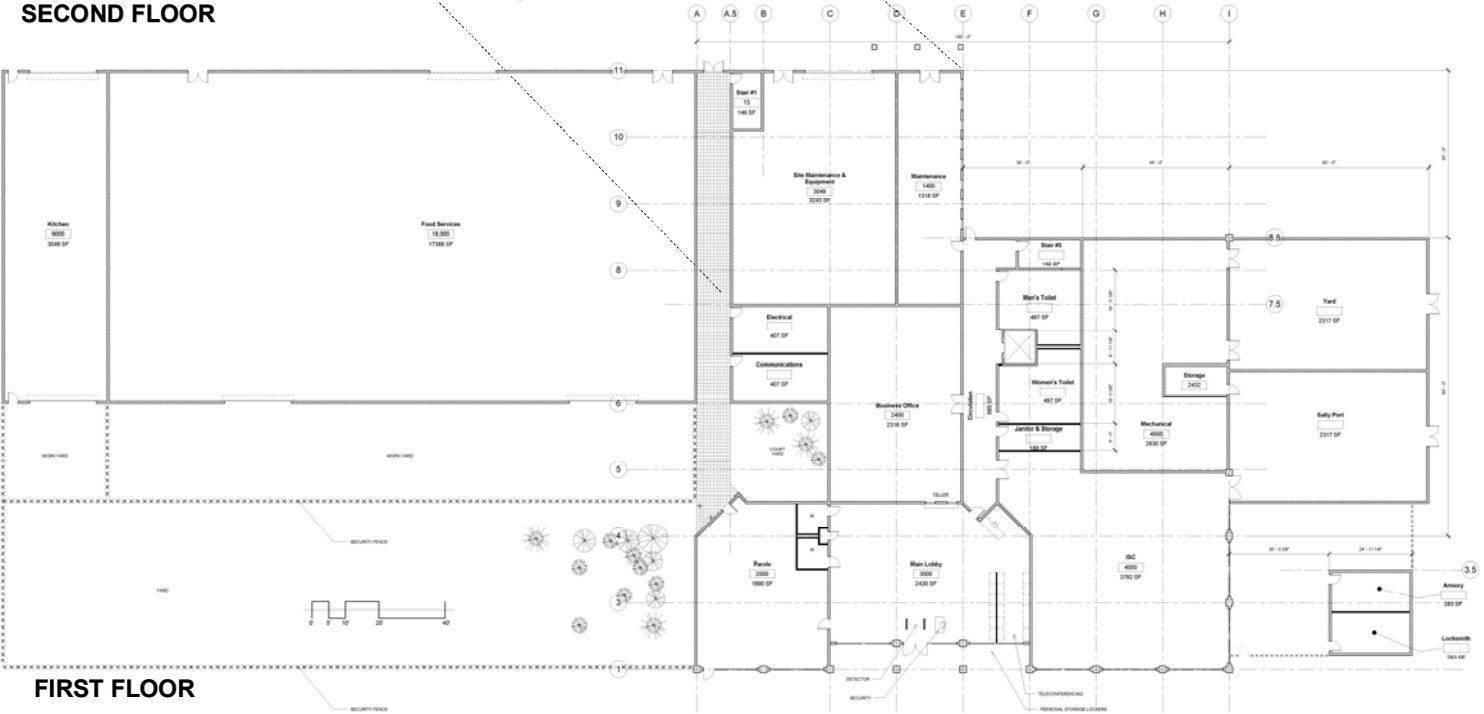 SECOND FLOOR
A
A.5
B
C
D
E
F
G
H
I
11
Stair #1
15
146 SF
10
Site Maintenance &
Equipment
3049
3243 SF
Maintenance
1400
1318 SF
Kitchen
9000
3049 SF
Food Services
18,000
17388 SF
9
8.5
Stair #3
8
Men's Toilet
497 SF
7.5
Yard
2317 SF
Electrical
407 SF
Communications
407 SF
Storage
2432
Women's Toilet
497 SF
6
Business Office
2400
2316 SF
Circulation
Sally Port
2317 SF
COURT
YARD
Mechanical
4000
2830 SF
Janitor & Storage
188 SF
WORK YARD
WORK YARD
5
TELLER
M
W
4
SECURITY FENCE
Parole
2000
1890 SF
Main Lobby
3000
2430 SF
ISC
4000
3792 SF
3.5
YARD
Armory
283 SF
3
0'
5'
10'
20'
40'
Locksmith
1
DETECTOR
SECURITY
TELECONFERENCING
PERSONAL STORAGE LOCKERS
SECURITY FENCE
FIRST FLOOR